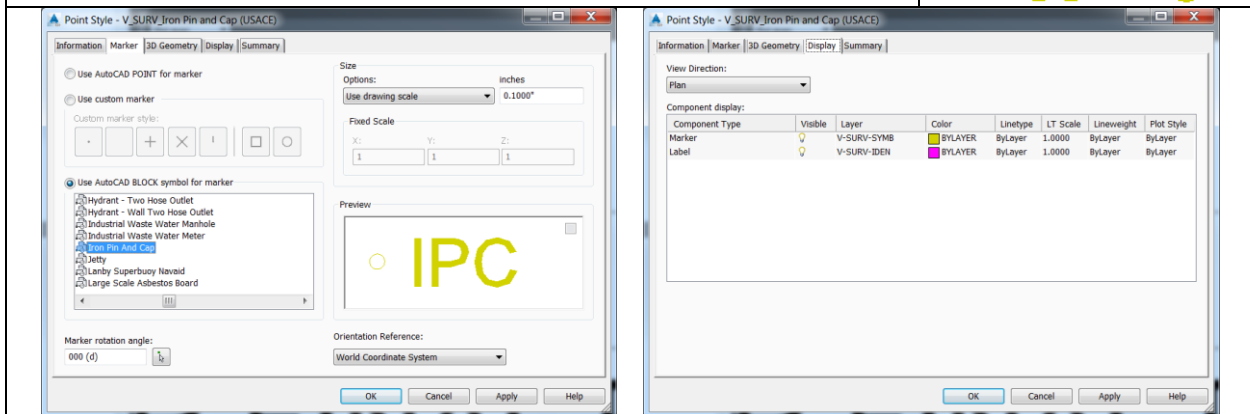 Point Style - V_SURV_Iron Pin and Cap (USACE)
Information Marker 3D Geometry Display Summary
Use AutoCAD POINT for marker
Use custom marker
Custom marker style:
Use AutoCAD BLOCK symbol for marker
Hydrant - Two Hose Outlet
Hydrant - Wall Two Hose Outlet
Industrial Waste Water Manhole
Industrial Waste Water Meter
Iron Pin And Cap
Jetty
Lanby Superbuoy Navaid
Large Scale Asbestos Board
Marker rotation angle:
000 (d)
Size
Options: inches
Use drawing scale 0.1000"
Fixed Scale
X: Y: Z:
1 1 1
Preview
IPC
Orientation Reference:
World Coordinate System
OK Cancel Apply Help
Point Style - V_SURV_Iron Pin and Cap (USACE)
Information Marker 3D Geometry Display Summary
View Direction:
Plan
Component display:
Component Type Visible Layer Color Linetype LT Scale Lineweight Plot Style
Marker V-SURV-SYMB BYLAYER ByLayer 1.0000 ByLayer ByLayer
Label V-SURV-IDEN BYLAYER ByLayer 1.0000 ByLayer ByLayer
OK Cancel Apply Help